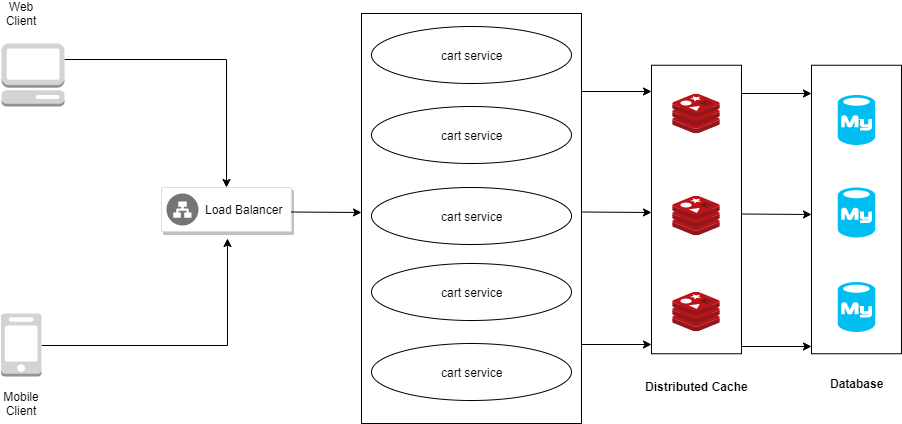 Web
Client
cart service
cart service
Load Balancer
cart service
cart service
cart service
My
My
My
Distributed Cache
Database
Mobile
Client